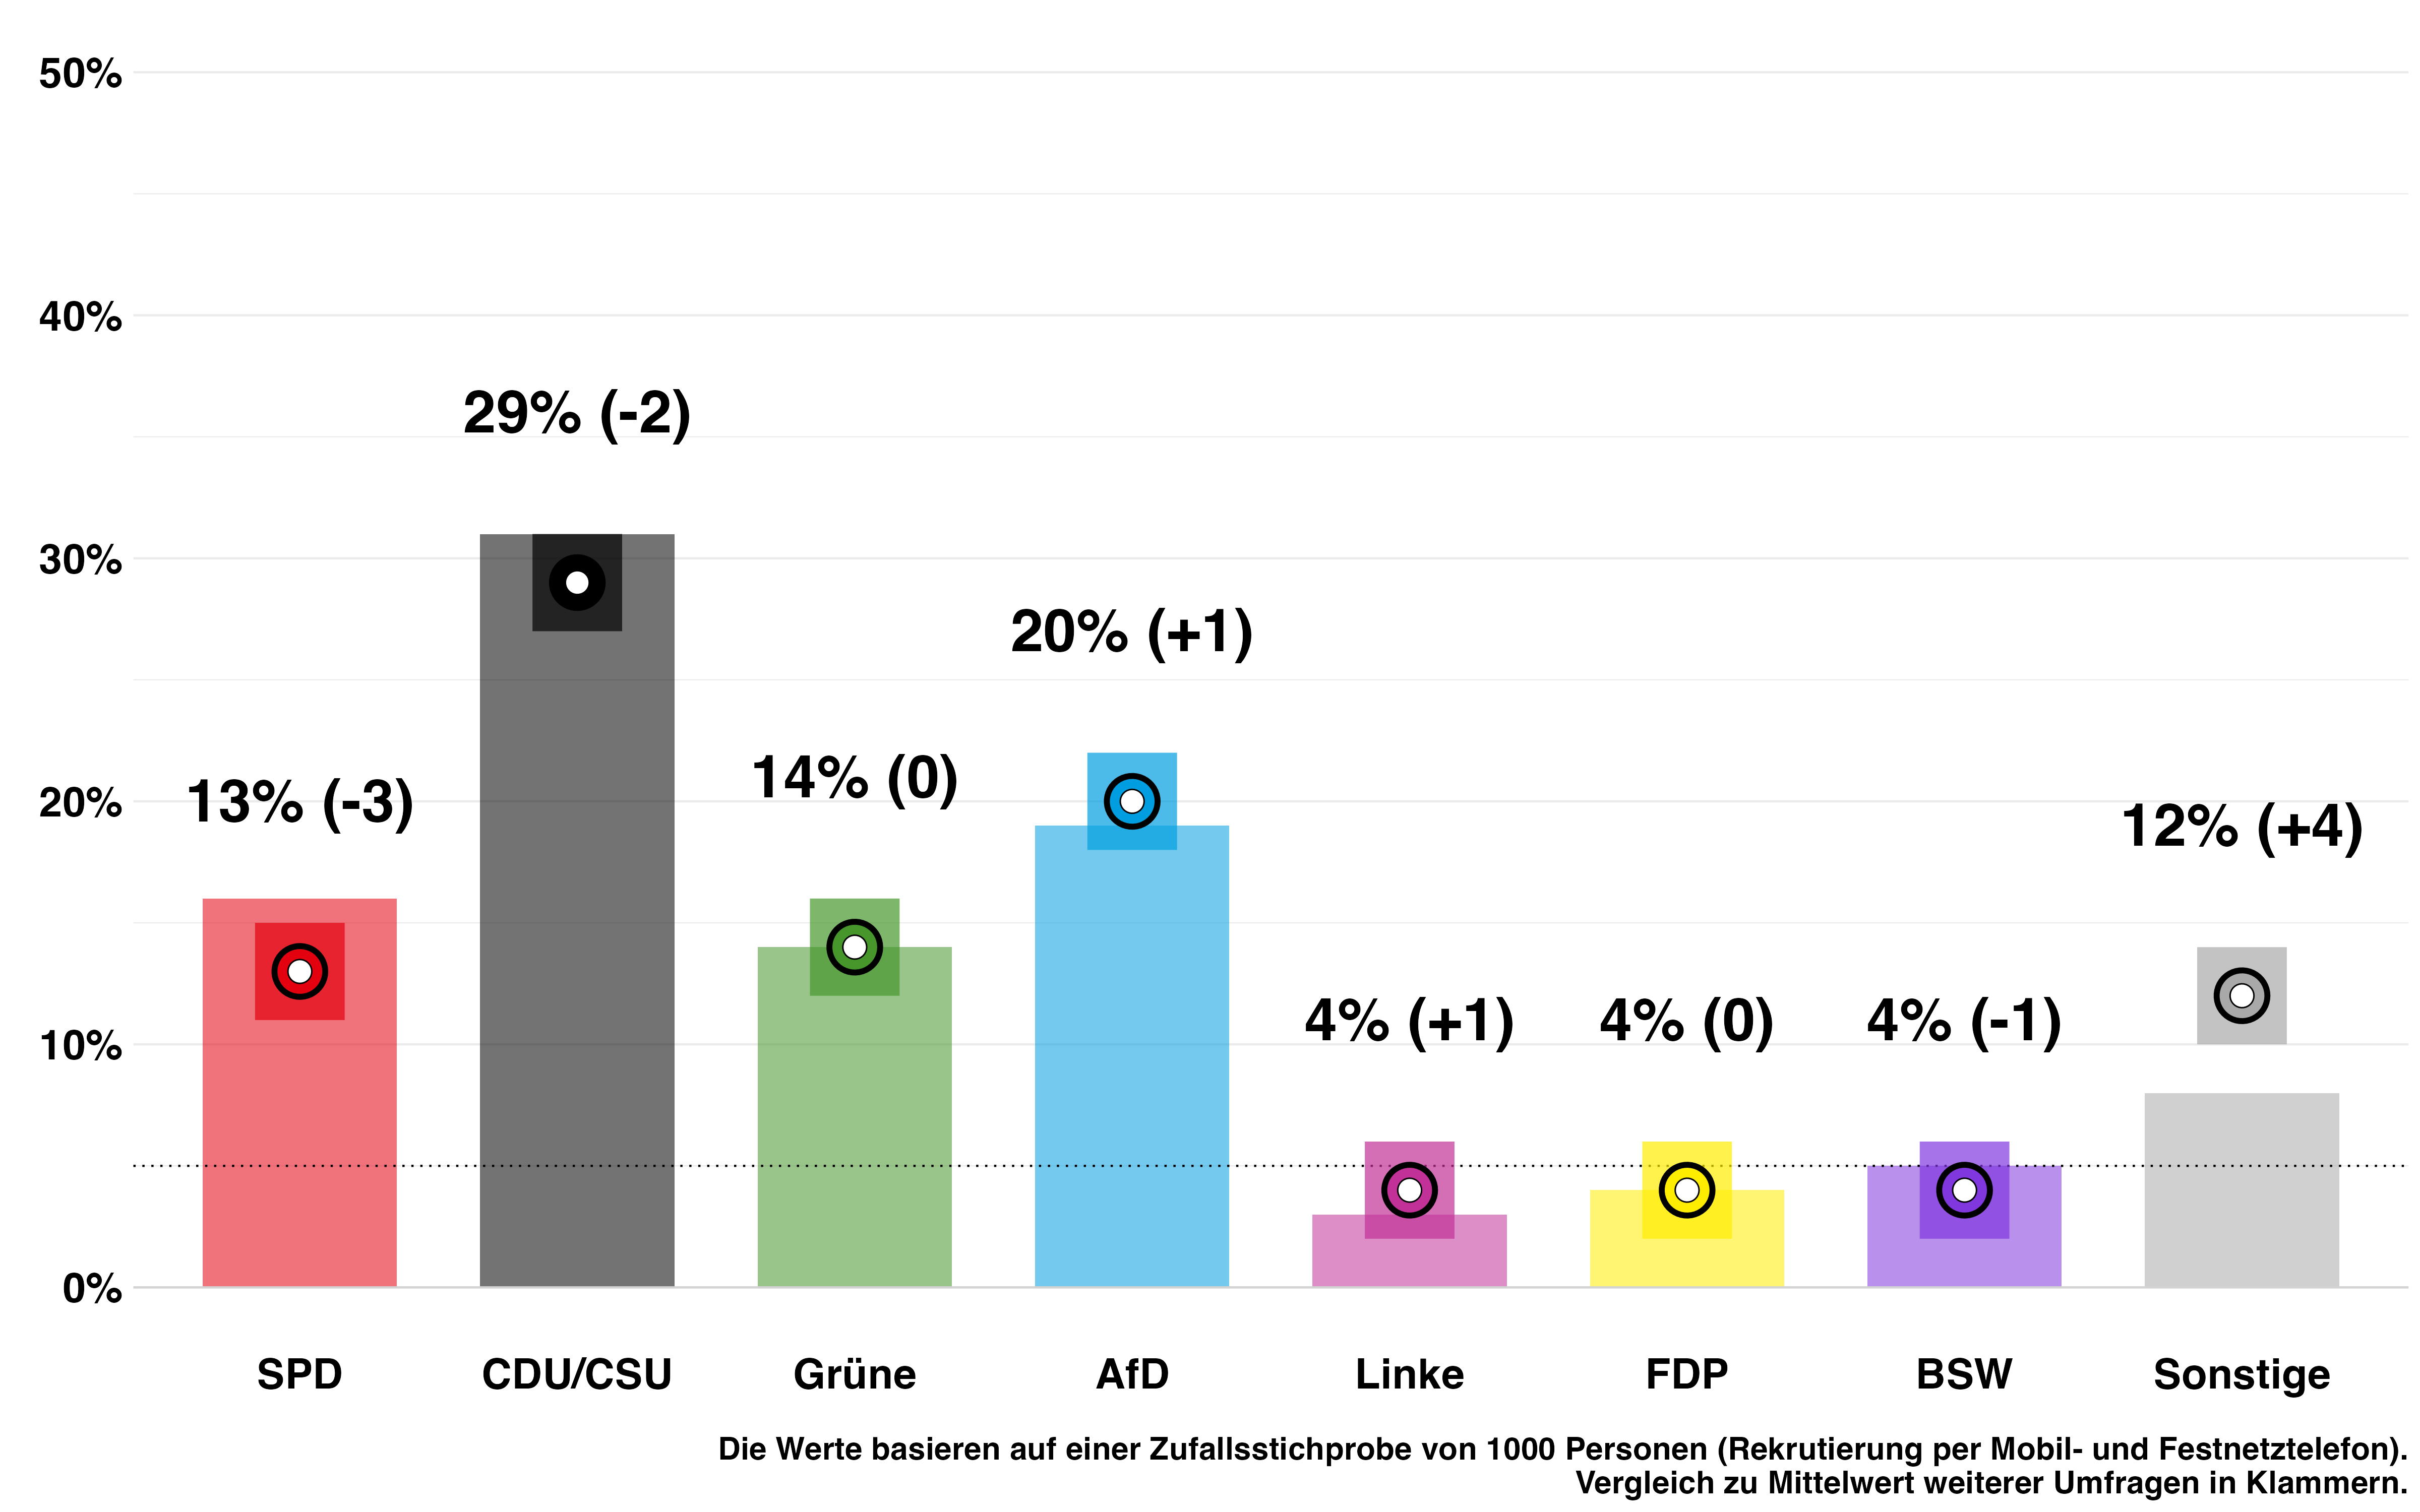 50%
40%
30%
20%
10%
0%
13% (-3)
29% (-2)
14% (0)
20% (+1)
4% (+1)
4% (0)
4% (-1)
12% (+4)
SPD
CDU/CSU
Grüne
AfD
Linke
FDP
BSW
Sonstige
Die Werte basieren auf einer Zufallsstichprobe von 1000 Personen (Rekrutierung per Mobil- und Festnetztelefon).
Vergleich zu Mittelwert weiterer Umfragen in Klammern.